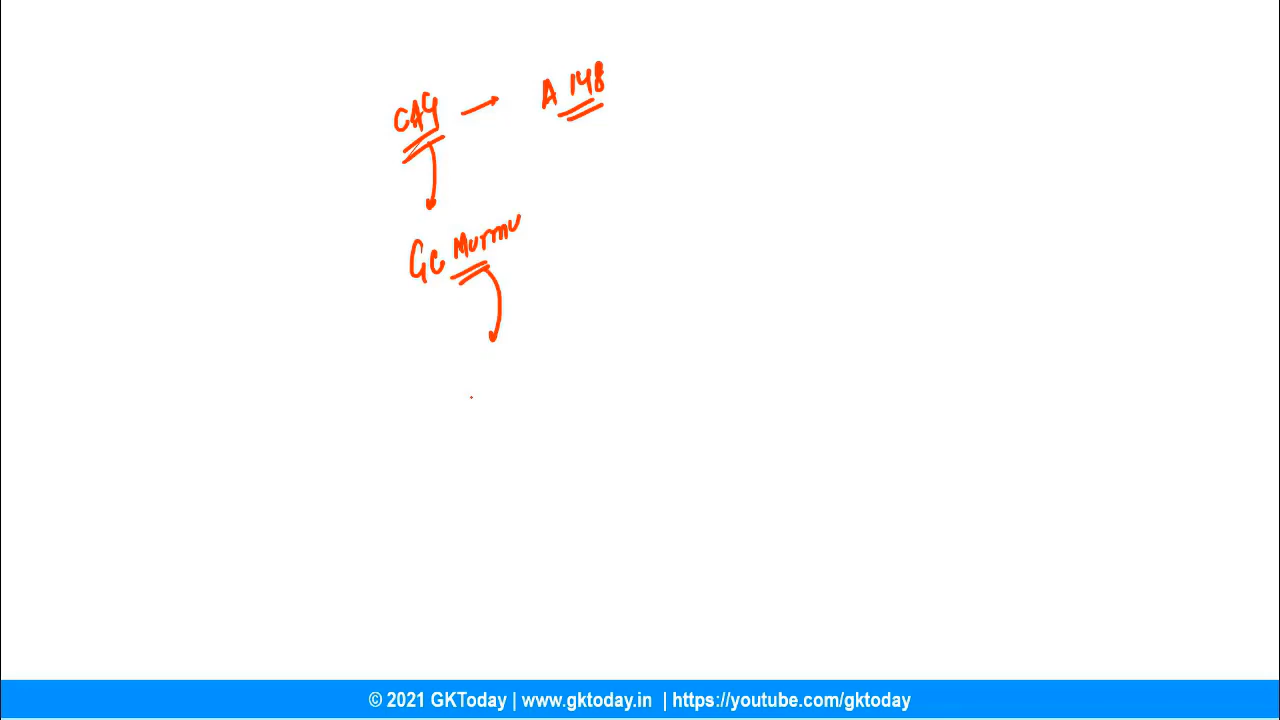 CAG → A 148
GC Murmu
© 2021 GKToday | www.gktoday.in | https://youtube.com/gktoday